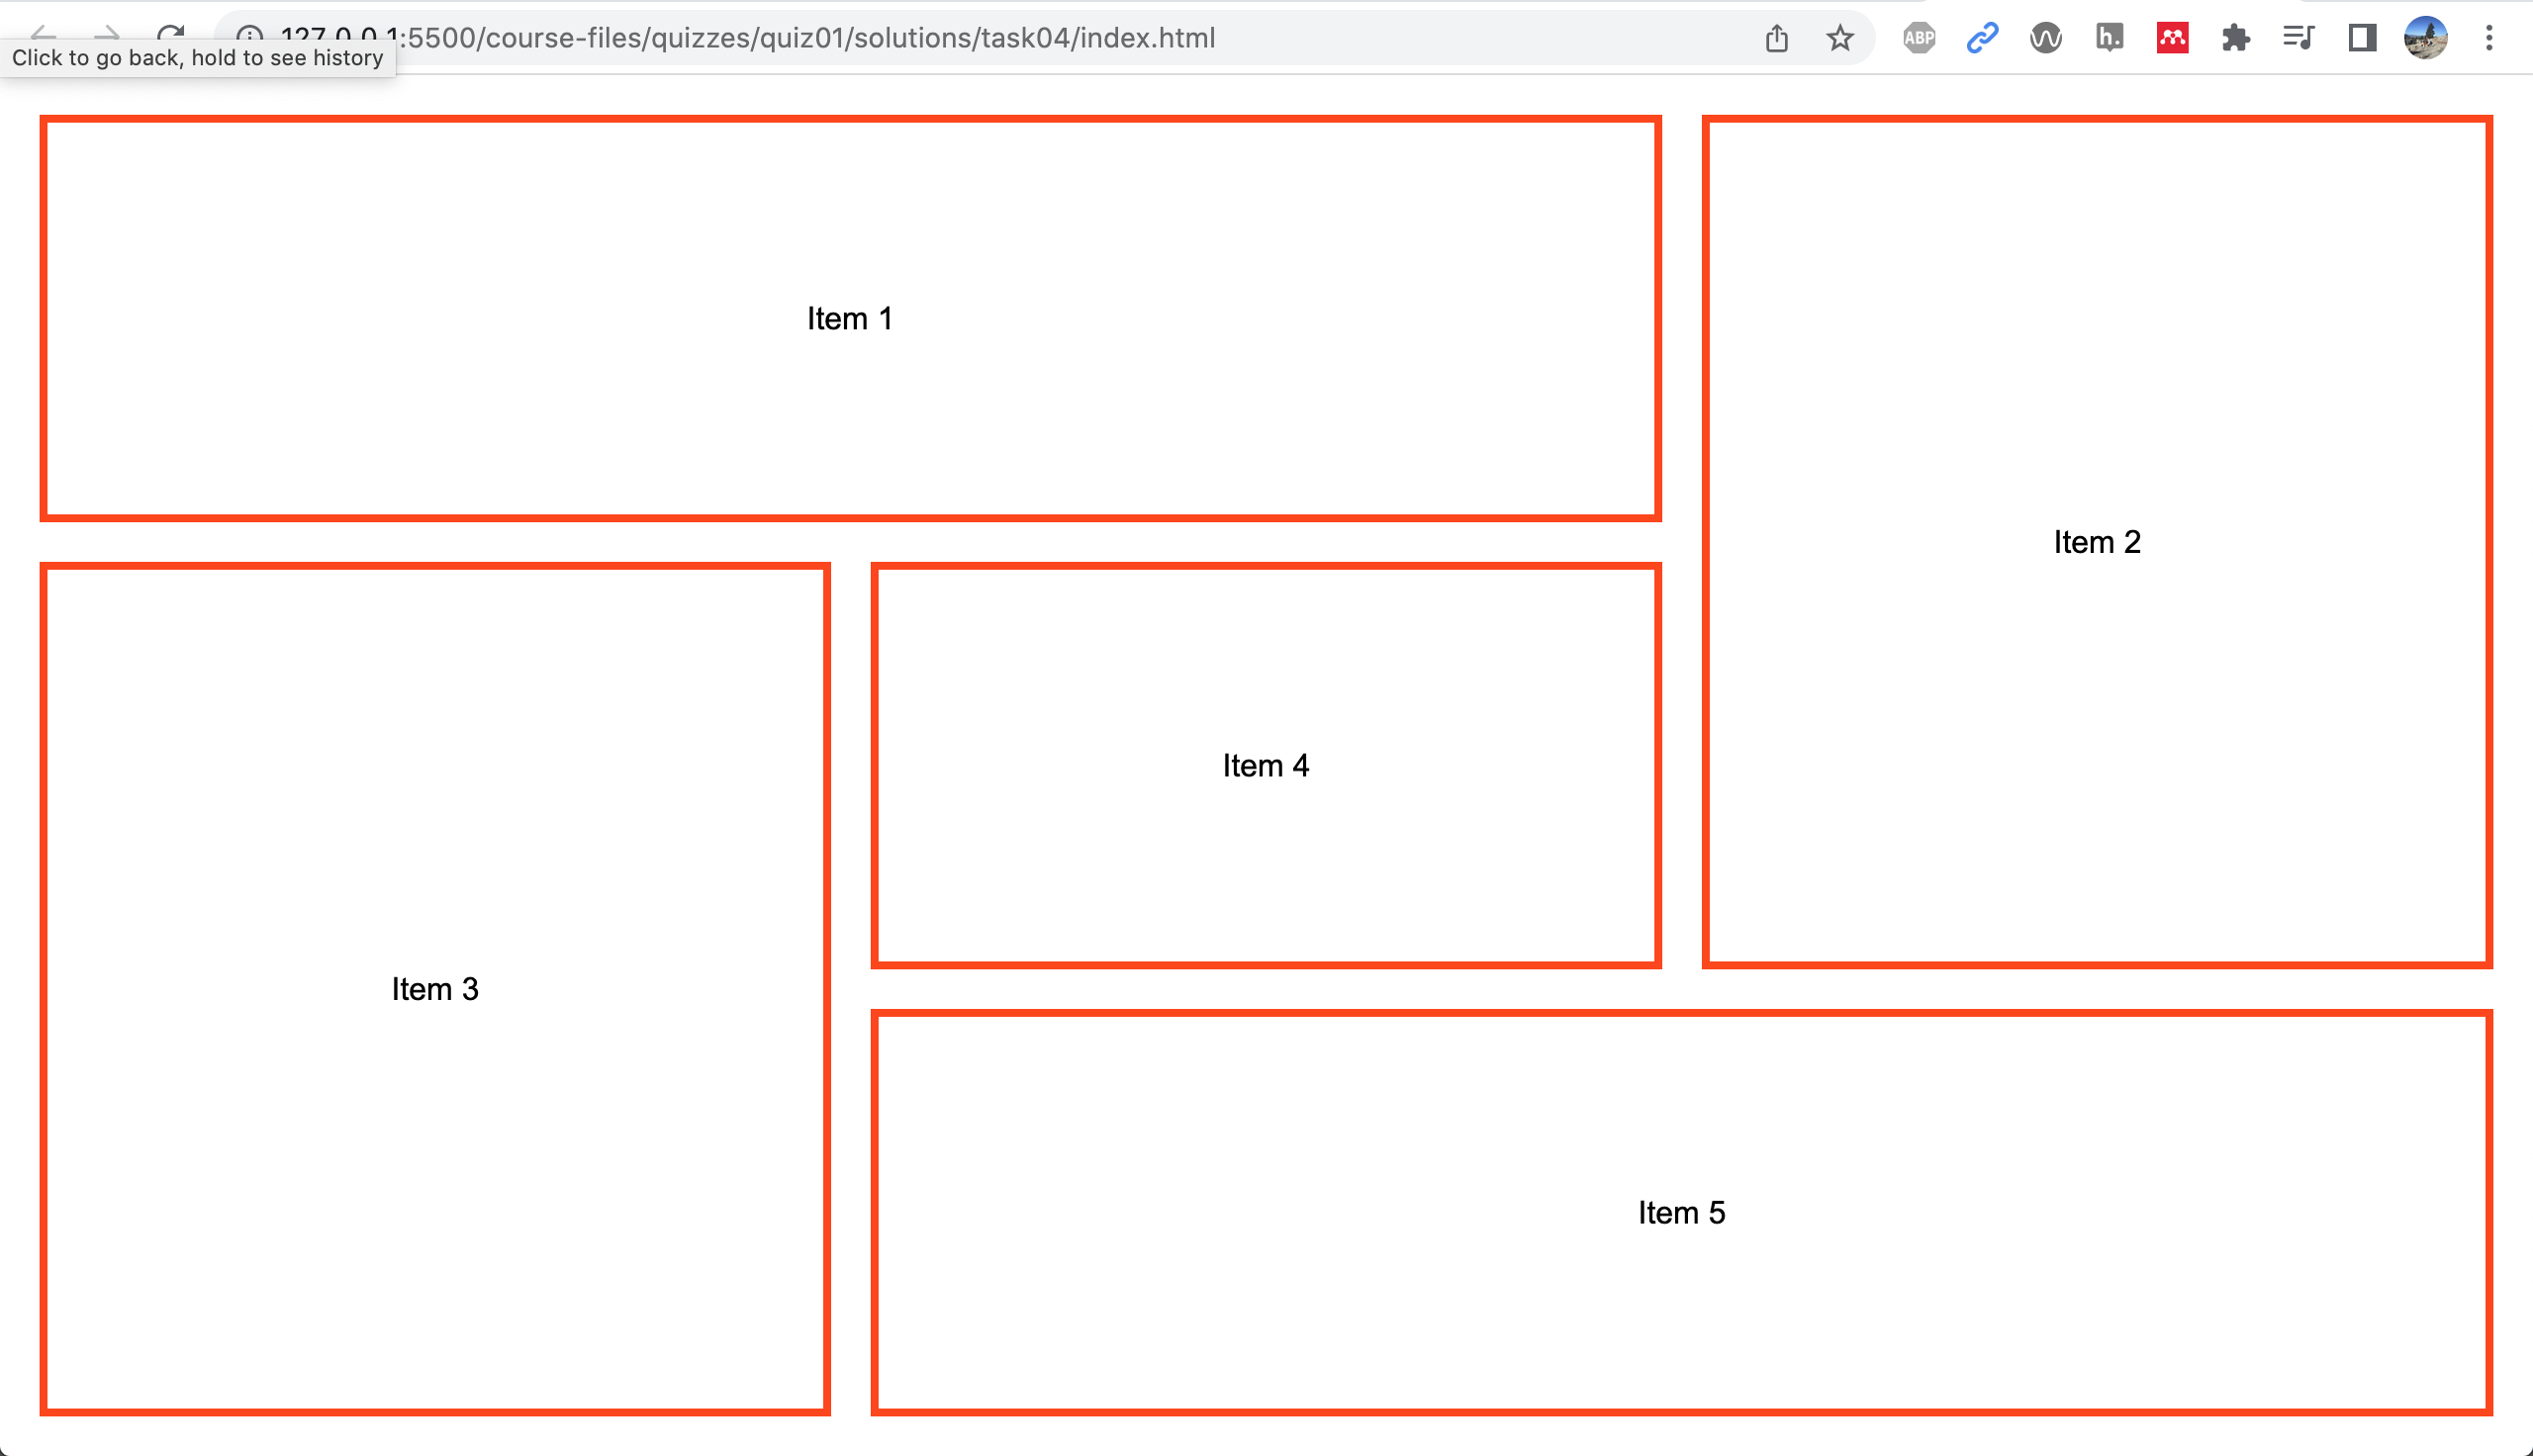 127.0.0.1:5500/course-files/quizzes/quiz01/solutions/task04/index.html
ABP
h.
Click to go back, hold to see history
Item 1
Item 2
Item 4
Item 3
Item 5